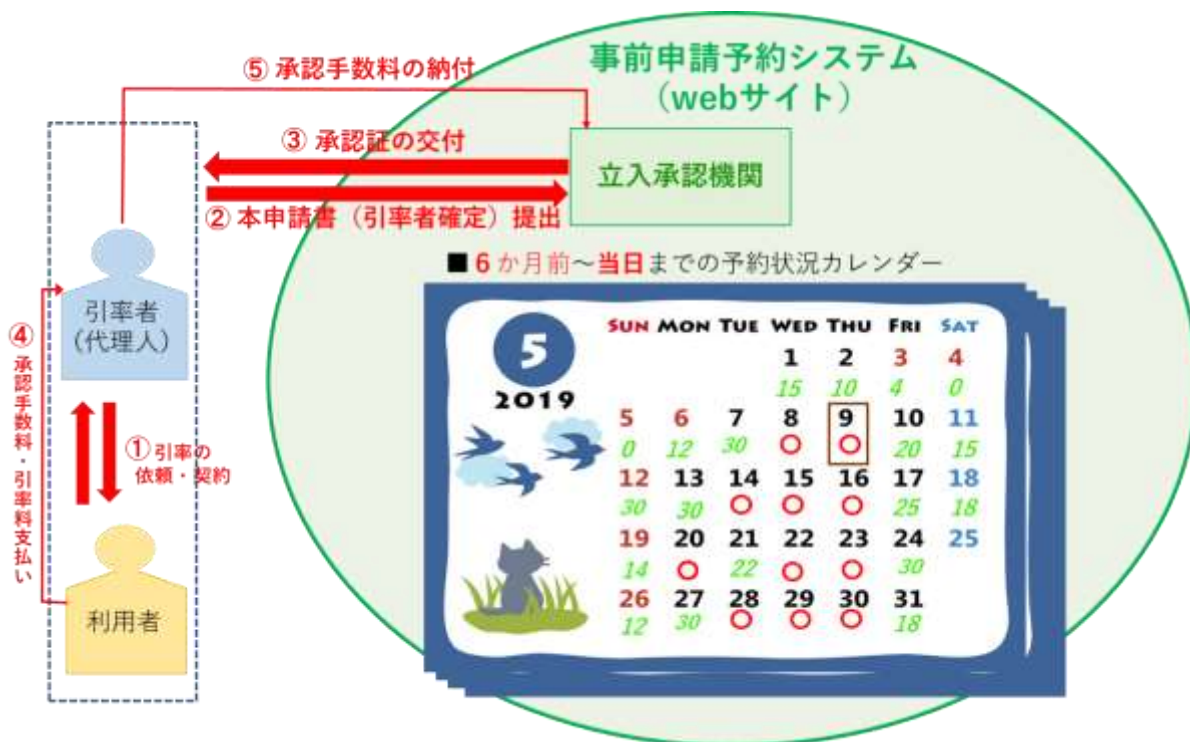 事前申請予約システム
（webサイト）
⑤ 承認手数料の納付
③ 承認証の交付
立入承認機関
② 本申請書（引率者確定）提出
■ 6 か月前～当日までの予約状況カレンダー
引率者
（代理人）
④ 承認手数料・引率料支払い
① 引率の
依頼・契約
利用者
5
2019
SUN MON TUE WED THU FRI SAT
1 2 3 4
15 10 4 0
5 6 7 8 9 10 11
0 12 30 ○ ○ 20 15
12 13 14 15 16 17 18
30 30 ○ ○ ○ 25 18
19 20 21 22 23 24 25
14 ○ 22 ○ ○ 30
26 27 28 29 30 31
12 30 ○ ○ ○ 18